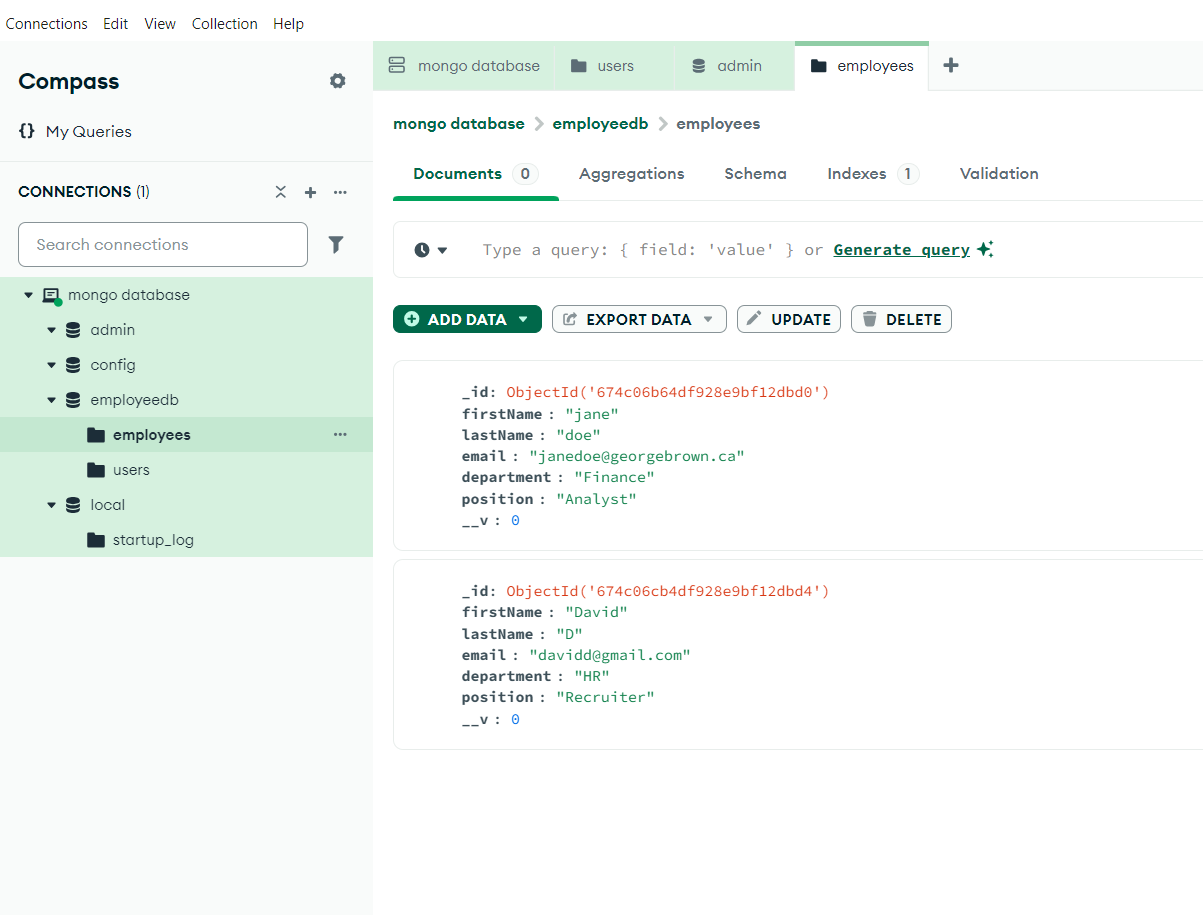 Connections Edit View Collection Help
Compass
{} My Queries
CONNECTIONS (1)
Search connections
mongo database
admin
config
employeedb
employees
users
local
startup_log
mongo database users admin employees
mongo database > employeedb > employees
Documents 0 Aggregations Schema Indexes 1 Validation
Type a query: { field: 'value' } or Generate query
ADD DATA EXPORT DATA UPDATE DELETE
_id: ObjectId('674c06b64df928e9bf12dbd0')
firstName : "jane"
lastName : "doe"
email : "janedoe@georgebrown.ca"
department : "Finance"
position : "Analyst"
__v : 0
_id: ObjectId('674c06cb4df928e9bf12dbd4')
firstName : "David"
lastName : "D"
email : "davidd@gmail.com"
department : "HR"
position : "Recruiter"
__v : 0